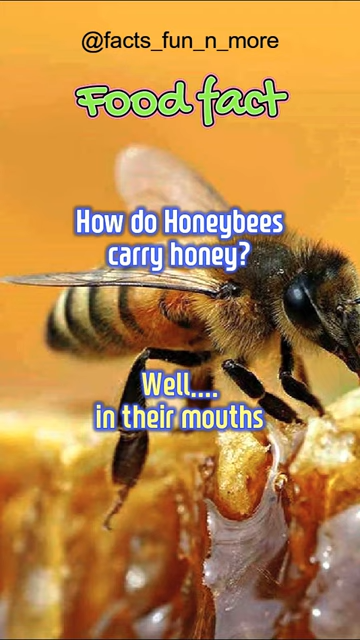 @facts_fun_n_more
Food fact
How do Honeybees
carry honey?
Well....
in their mouths